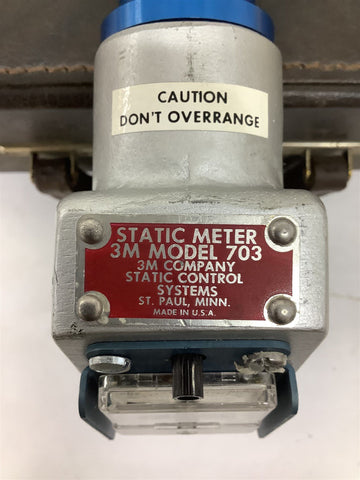 CAUTION
DON'T OVERRANGE
STATIC METER
3M MODEL 703
3M COMPANY
STATIC CONTROL
SYSTEMS
ST. PAUL, MINN.
MADE IN U.S.A.